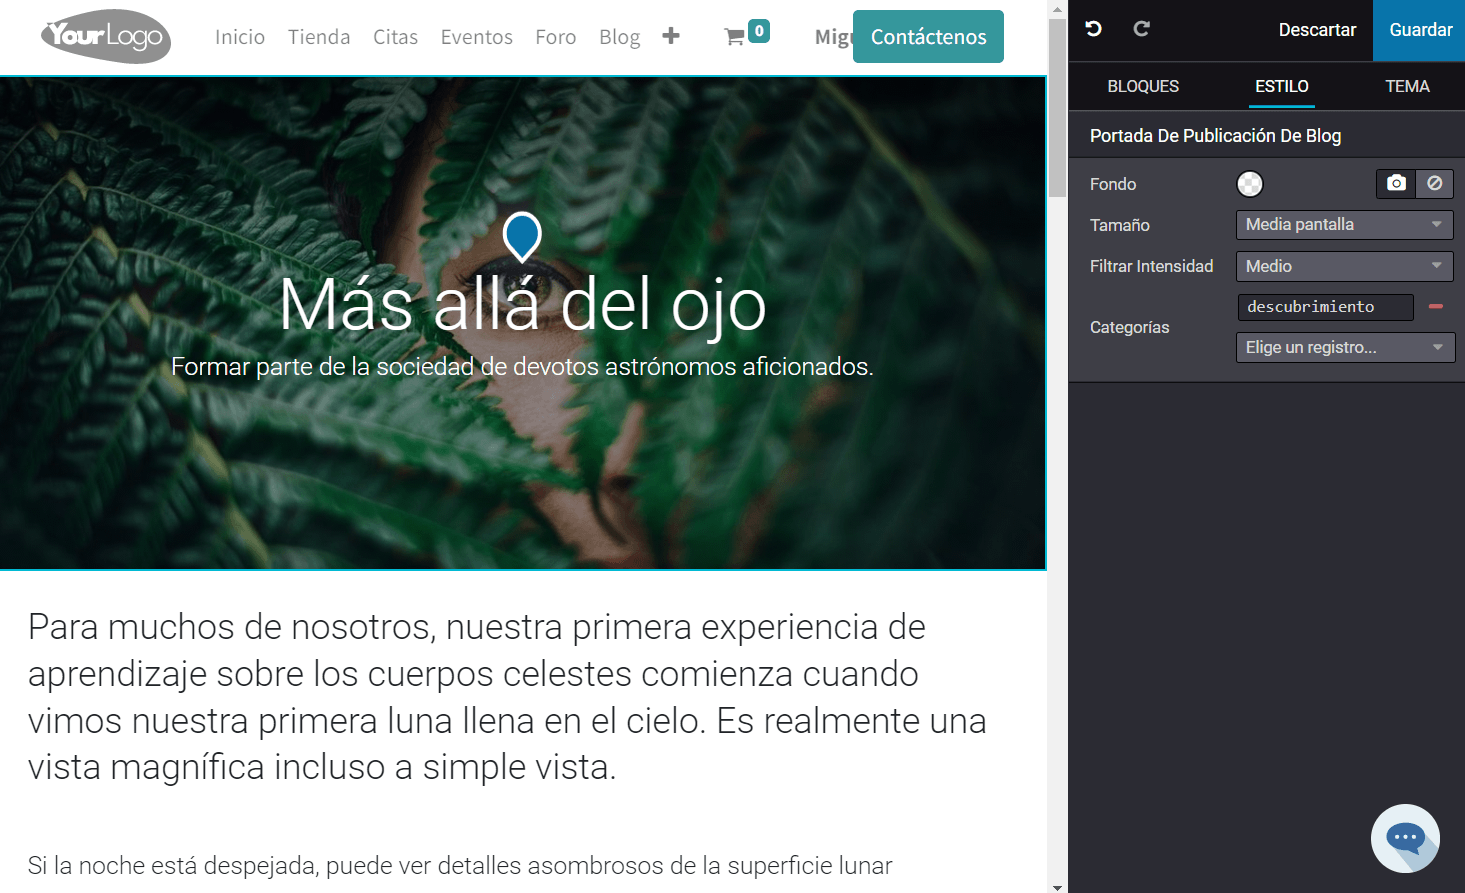 YourLogo
Inicio Tienda Citas Eventos Foro Blog 0 Contáctenos
Descartar Guardar
BLOQUES ESTILO TEMA
Portada De Publicación De Blog
Fondo
Tamaño Media pantalla
Filtrar Intensidad Medio
descubrimiento
Categorías
Elige un registro...
Más allá del ojo
Formar parte de la sociedad de devotos astrónomos aficionados.
Para muchos de nosotros, nuestra primera experiencia de
aprendizaje sobre los cuerpos celestes comienza cuando
vimos nuestra primera luna llena en el cielo. Es realmente una
vista magnífica incluso a simple vista.
Si la noche está despejada, puede ver detalles asombrosos de la superficie lunar